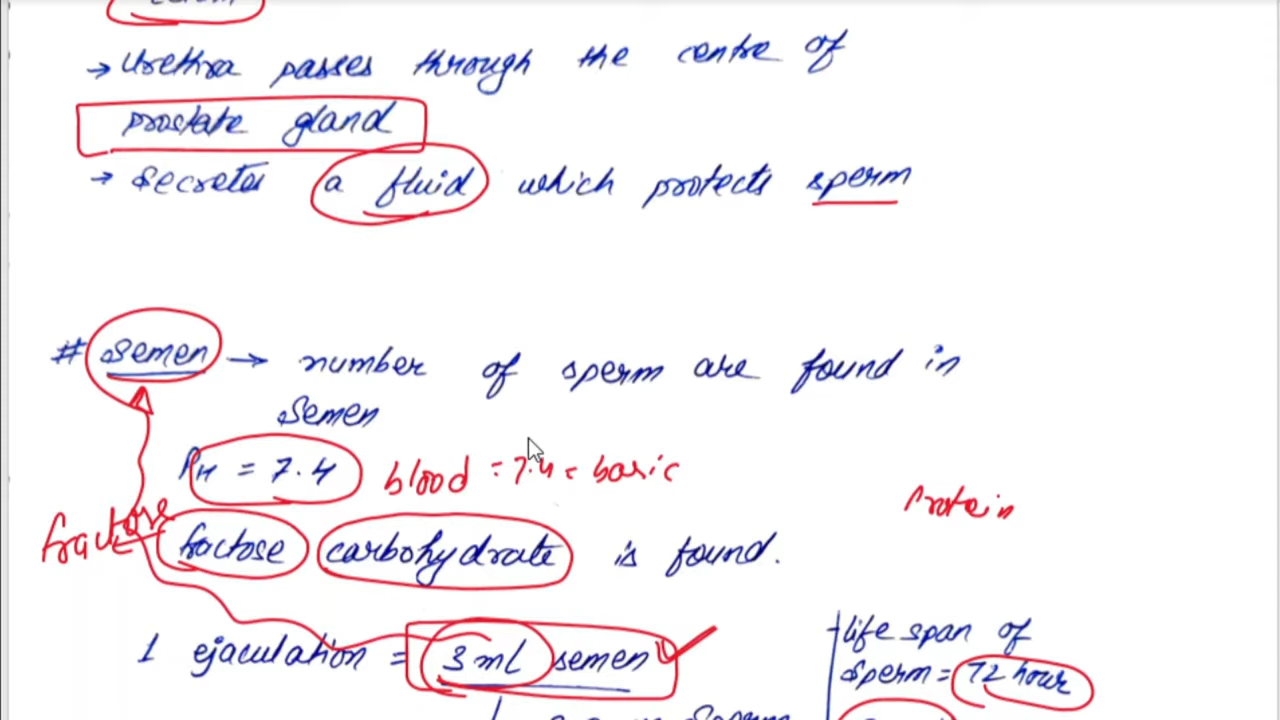 → Urethra passes through the centre of
prostate gland
→ Secretes a fluid which protects sperm
# Semen → number of sperm are found in
Semen
PH = 7.4 blood = 7.4 = basic
Protein
fractose fractose carbohydrate is found.
1 ejaculation = 3 ml semen
life span of
sperm = 72 hour